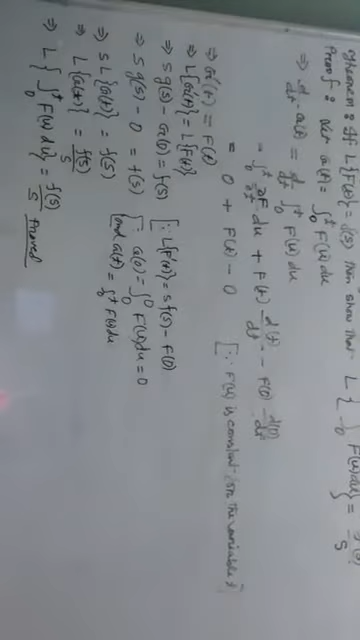 Theorem: If L{F(t)} = f(s) then show that L{∫₀ᵗ F(u)du} = f(s)/s
Proof: Let G(t) = ∫₀ᵗ F(u)du
⇒ d/dt G(t) = d/dt ∫₀ᵗ F(u)du
= ∫₀ᵗ ∂F/∂t du + F(t) d(t)/dt - F(0) d(0)/dt
= 0 + F(t) - 0 [∵ F(u) is constant for the variable t]
⇒ G'(t) = F(t)
⇒ L{G'(t)} = L{F(t)}
⇒ s g(s) - G(0) = f(s) [∵ L{F'(t)} = s f(s) - F(0)
⇒ s g(s) - 0 = f(s) [∵ G(0) = ∫₀⁰ F(u)du = 0
⇒ s L{G(t)} = f(s) [and G(t) = ∫₀ᵗ F(u)du
⇒ L{G(t)} = f(s)/s
⇒ L{∫₀ᵗ F(u)du} = f(s)/s Proved